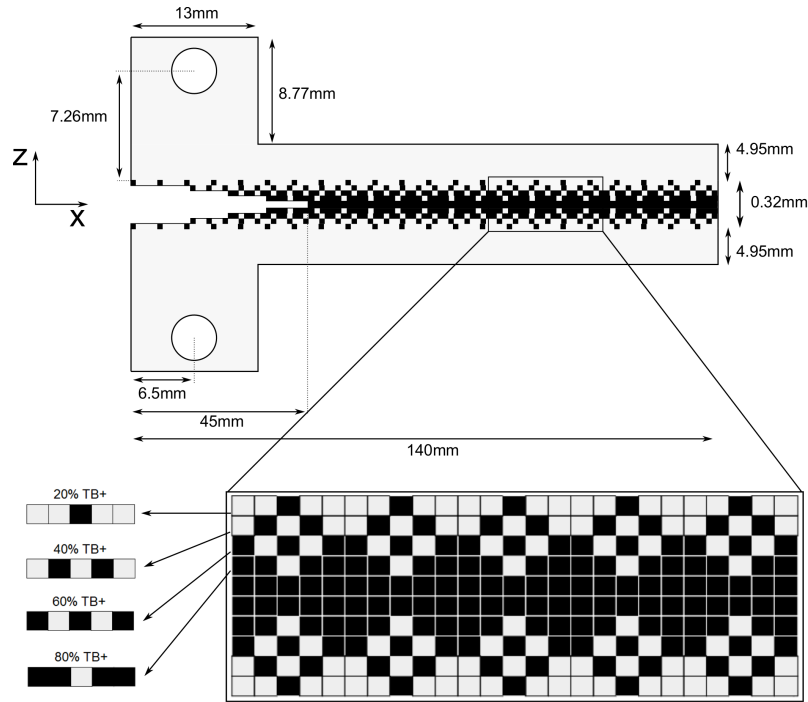 13mm
8.77mm
7.26mm
Z
X
4.95mm
0.32mm
4.95mm
6.5mm
45mm
140mm
20% TB+
40% TB+
60% TB+
80% TB+